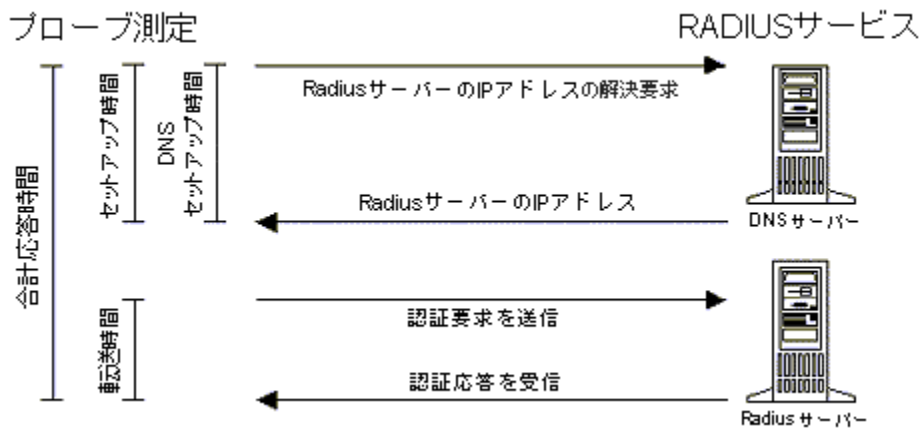 プローブ測定
RADIUSサービス
合計応答時間
セットアップ時間
DNS
セットアップ時間
RadiusサーバーのIPアドレスの解決要求
RadiusサーバーのIPアドレス
DNSサーバー
転送時間
認証要求を送信
認証応答を受信
Radiusサーバー